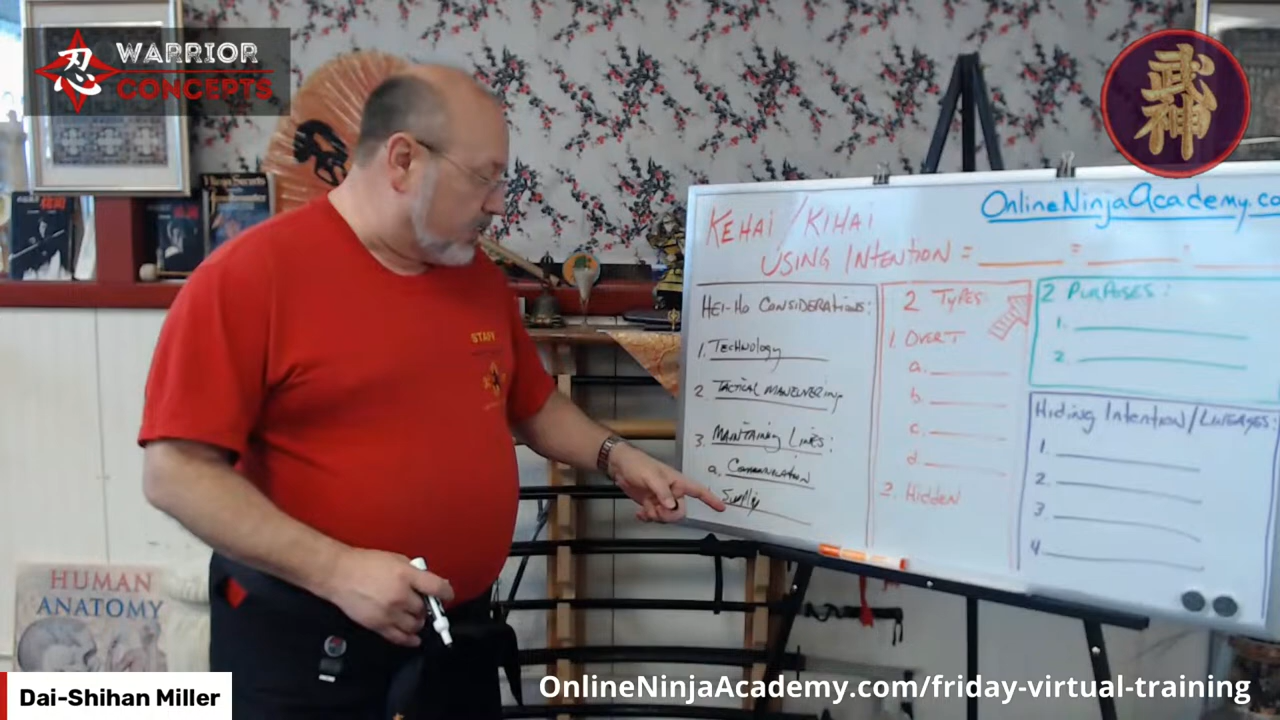 忍
WARRIOR
CONCEPTS
武神
OnlineNinjaAcademy.co
KEHAI / KIHAI
USING INTENTION = = :
HEI-HO CONSIDERATIONS:
1. TECHNOLOGY
2. TACTICAL MANEUVERING
3. MAINTAINING LINES:
a. COMMUNICATION
Supply
2 TYPES:
1. OVERT
a.
b.
c.
d.
2. HIDDEN
2 PURPOSES:
1.
2.
Hiding Intention/LINEAGES:
1.
2.
3.
4.
STAFF
HUMAN
ANATOMY
Dai-Shihan Miller
OnlineNinjaAcademy.com/friday-virtual-training